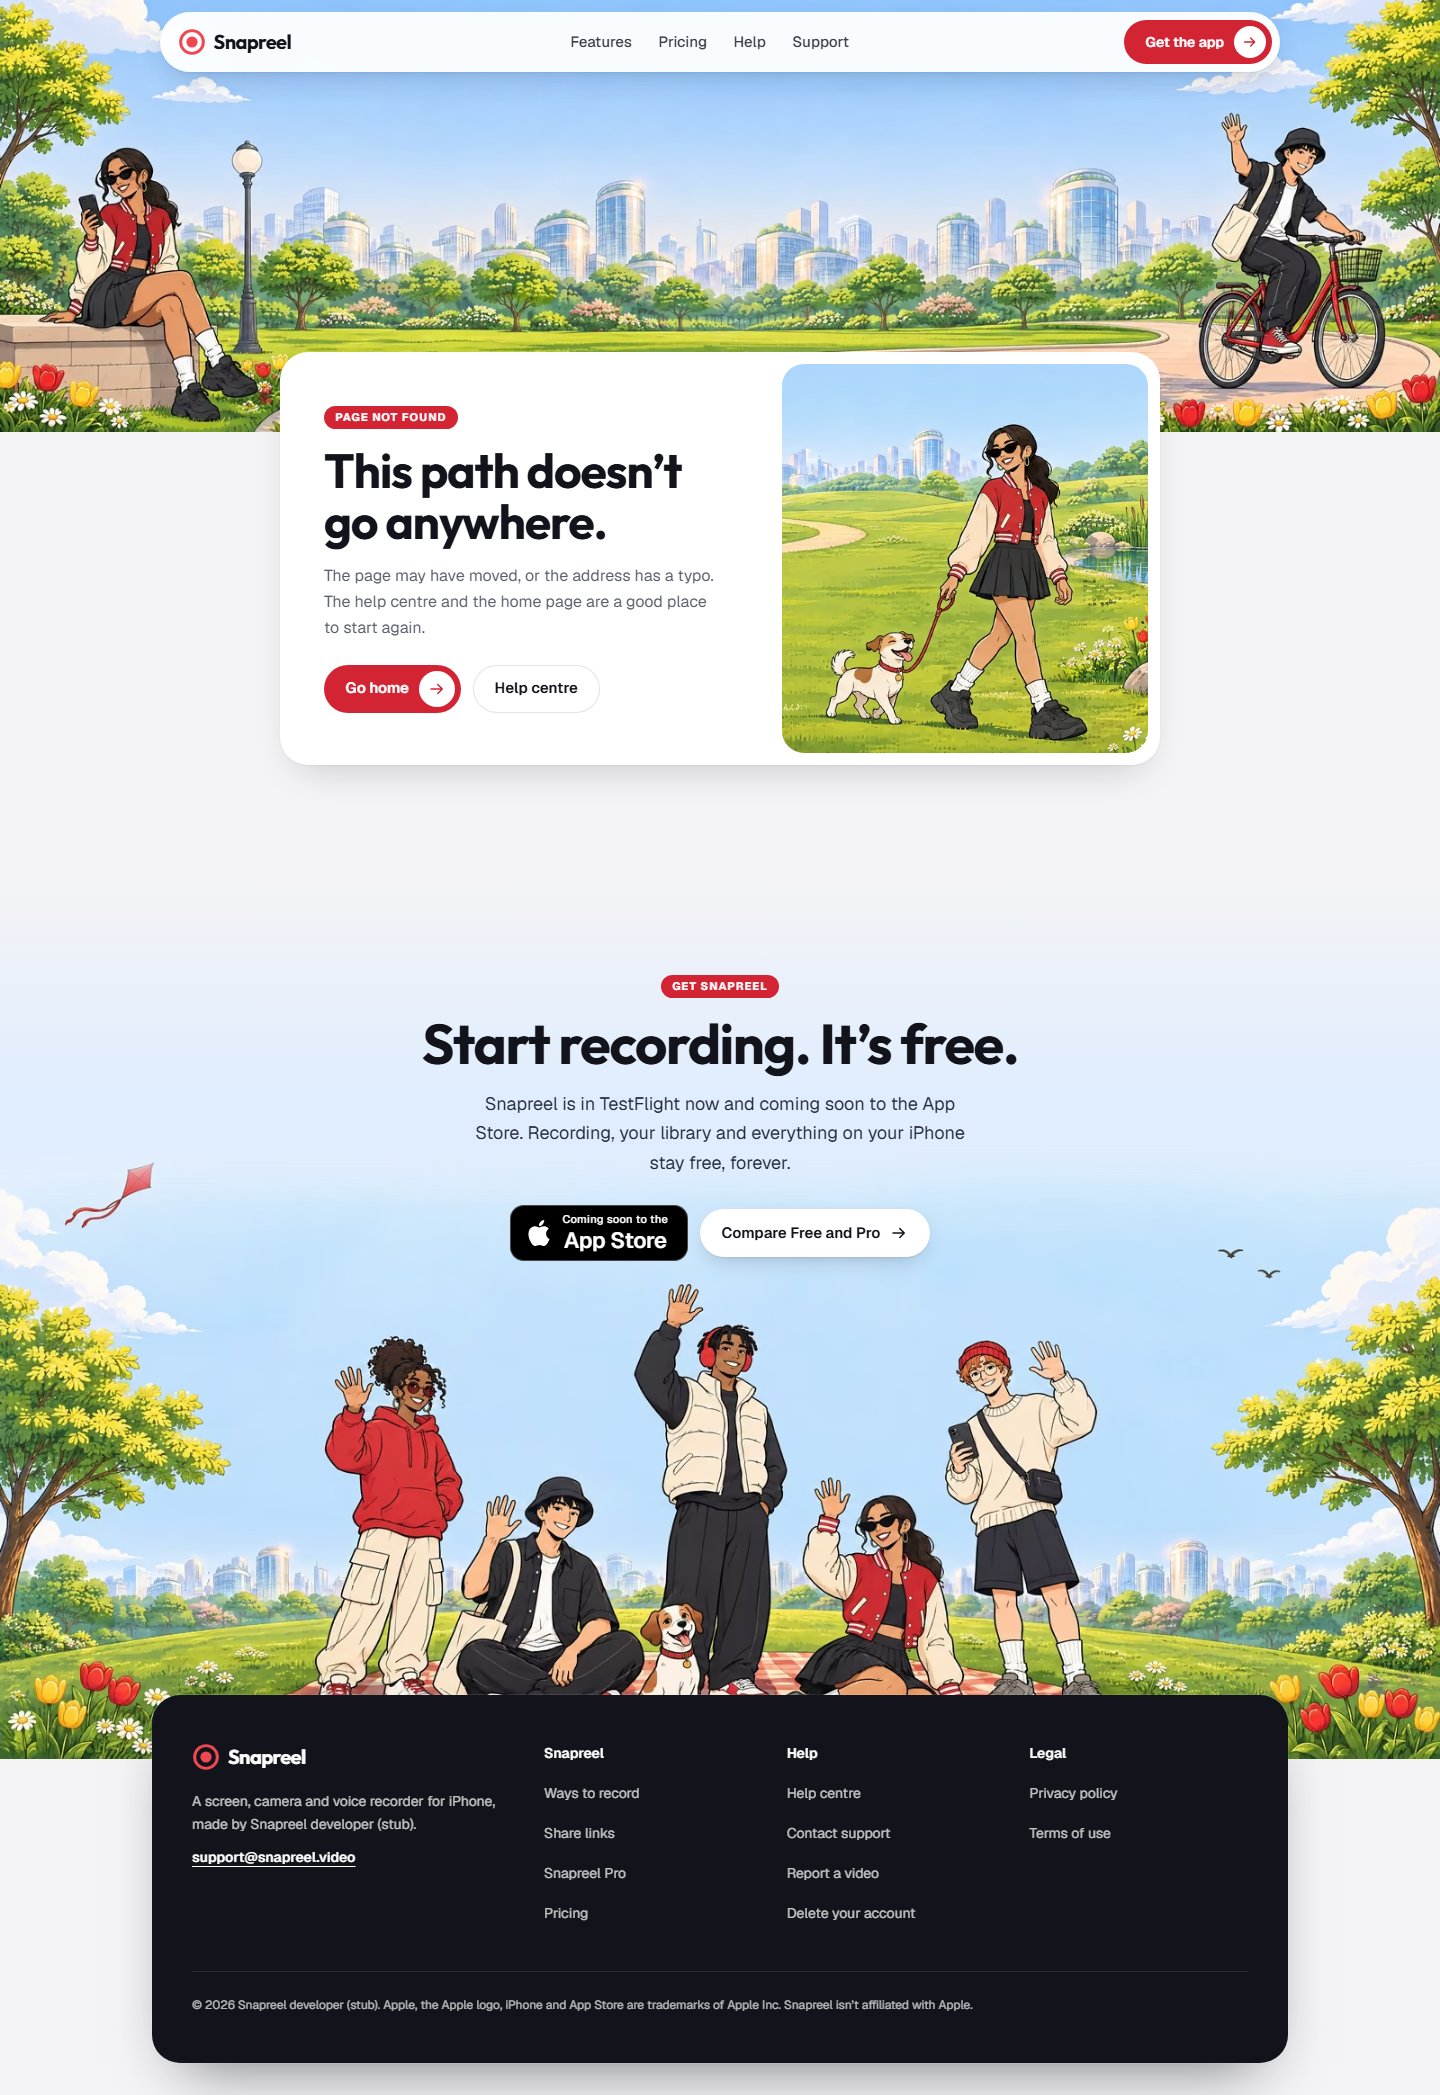 Snapreel
Features
Pricing
Help
Support
Get the app
PAGE NOT FOUND
This path doesn’t
go anywhere.
The page may have moved, or the address has a typo.
The help centre and the home page are a good place
to start again.
Go home
Help centre
GET SNAPREEL
Start recording. It’s free.
Snapreel is in TestFlight now and coming soon to the App
Store. Recording, your library and everything on your iPhone
stay free, forever.
Coming soon to the
App Store
Compare Free and Pro
Snapreel
A screen, camera and voice recorder for iPhone,
made by Snapreel developer (stub).
support@snapreel.video
Snapreel
Ways to record
Share links
Snapreel Pro
Pricing
Help
Help centre
Contact support
Report a video
Delete your account
Legal
Privacy policy
Terms of use
© 2026 Snapreel developer (stub). Apple, the Apple logo, iPhone and App Store are trademarks of Apple Inc. Snapreel isn’t affiliated with Apple.